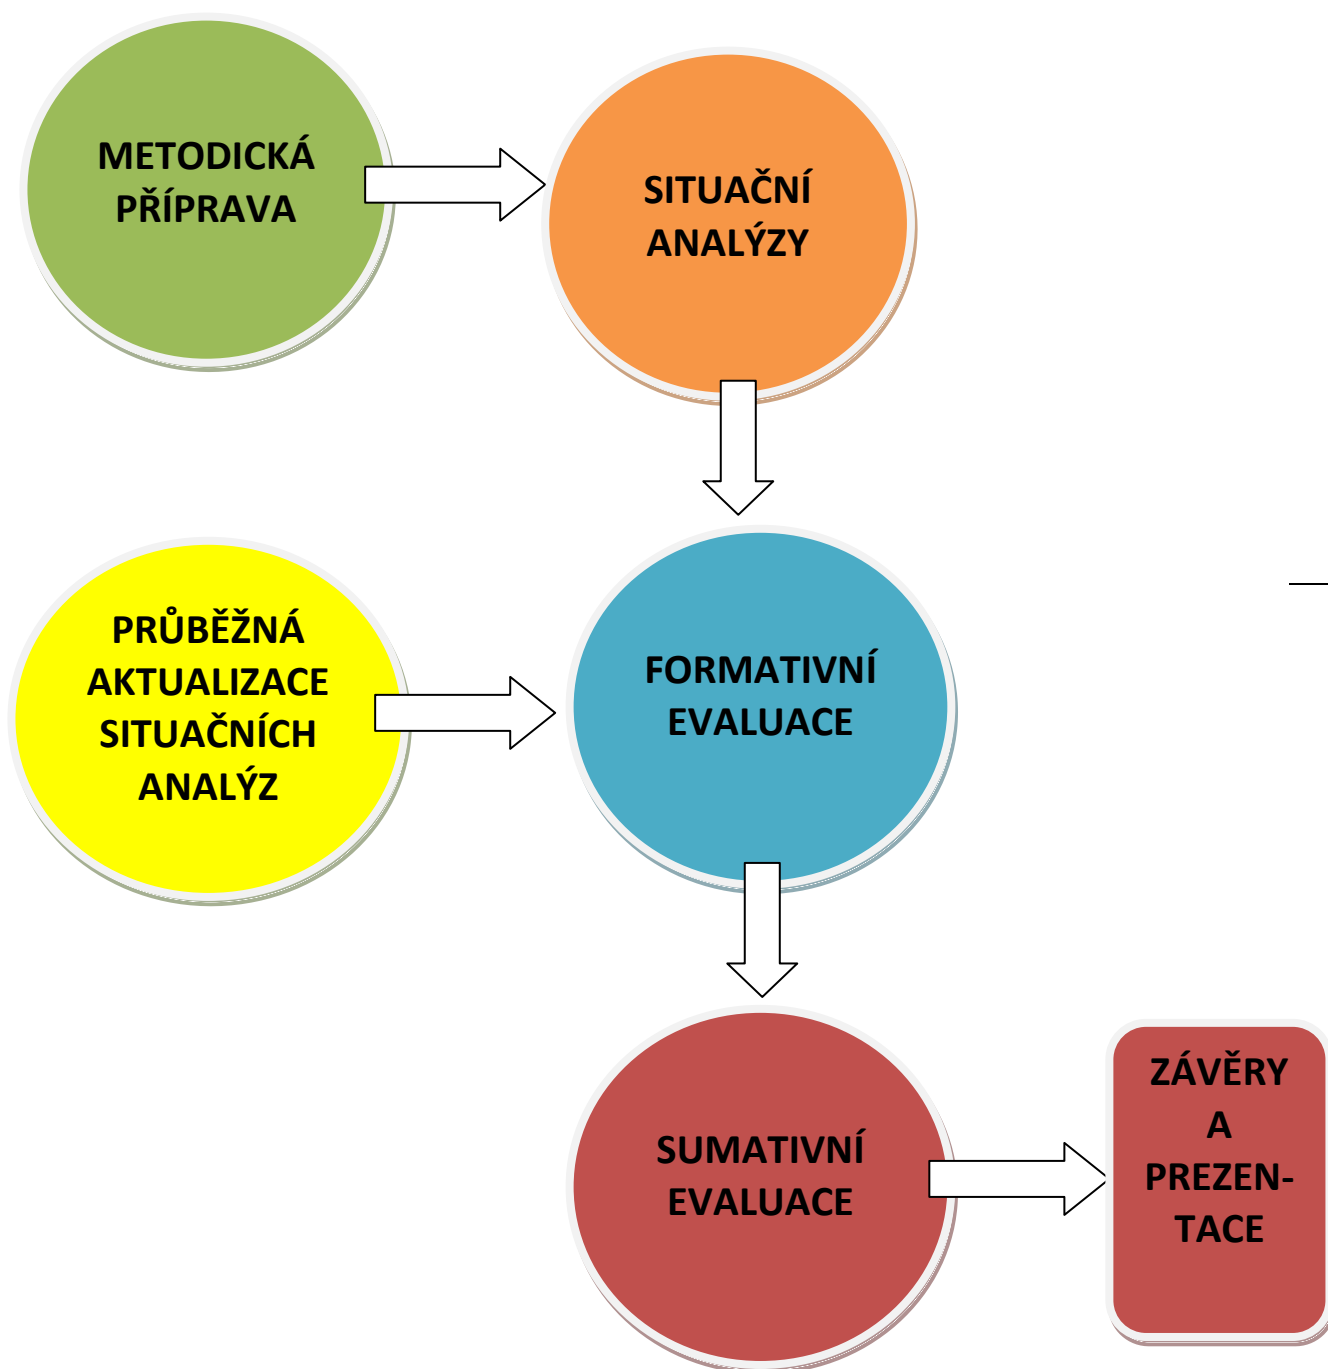 METODICKÁ
PŘÍPRAVA
SITUAČNÍ
ANALÝZY
PRŮBĚŽNÁ
AKTUALIZACE
SITUAČNÍCH
ANALÝZ
FORMATIVNÍ
EVALUACE
SUMATIVNÍ
EVALUACE
ZÁVĚRY
A
PREZEN-
TACE